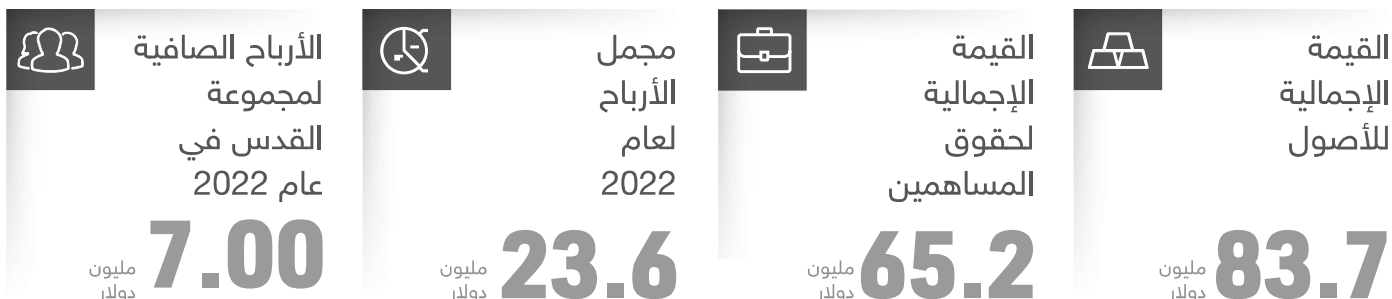 القيمة
الإجمالية
للأصول
83.7 مليون
دولار
القيمة
الإجمالية
لحقوق
المساهمين
65.2 مليون
دولار
مجمل
الأرباح
لعام
2022
23.6 مليون
دولار
الأرباح الصافية
لمجموعة
القدس في
عام 2022
7.00 مليون
دولار